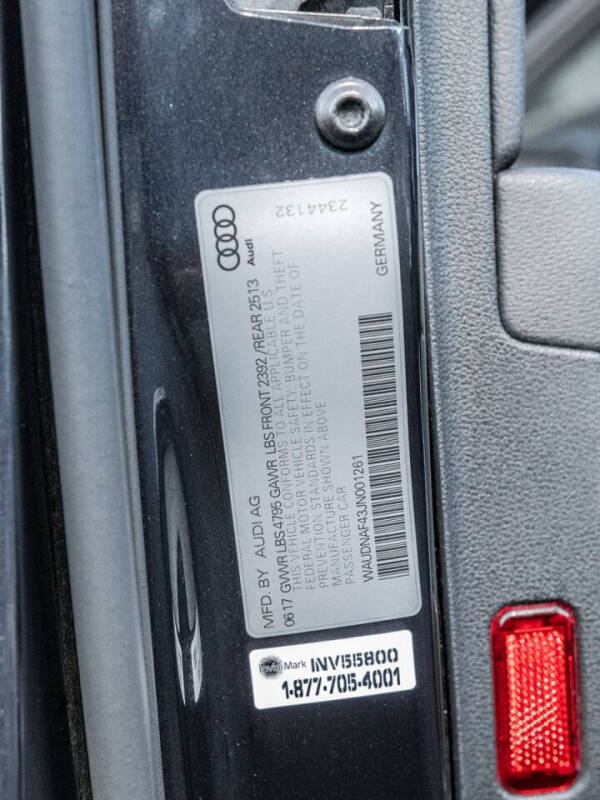 Audi
2344132
MFD. BY AUDI AG
GERMANY
0617 GVWR LBS 4795 GAWR LBS FRONT 2392 / REAR 2513
THIS VEHICLE CONFORMS TO ALL APPLICABLE U.S.
FEDERAL MOTOR VEHICLE SAFETY, BUMPER AND THEFT
PREVENTION STANDARDS IN EFFECT ON THE DATE OF
MANUFACTURE SHOWN ABOVE
PASSENGER CAR
WAUDNAF43JN001261
Mark INV55800
1-877-705-4001